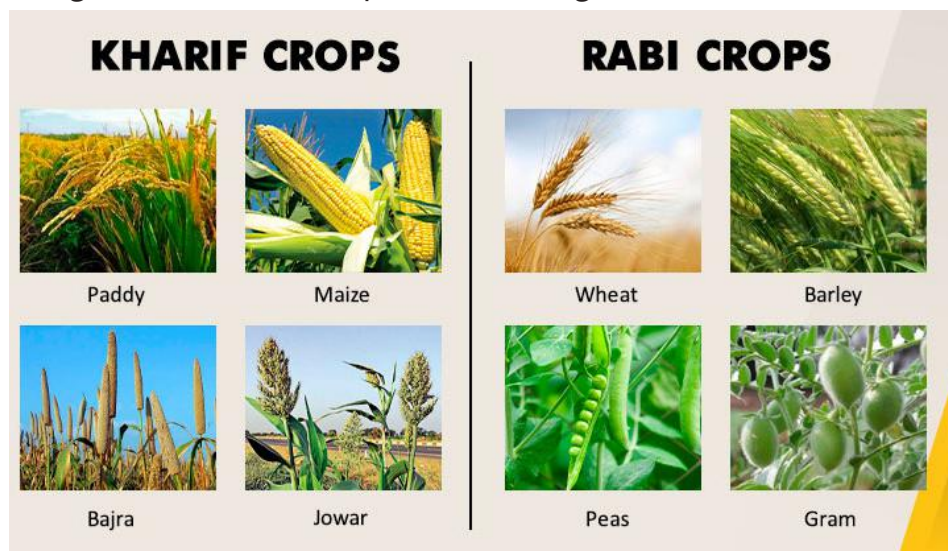 KHARIF CROPS
RABI CROPS
Paddy
Maize
Wheat
Barley
Bajra
Jowar
Peas
Gram